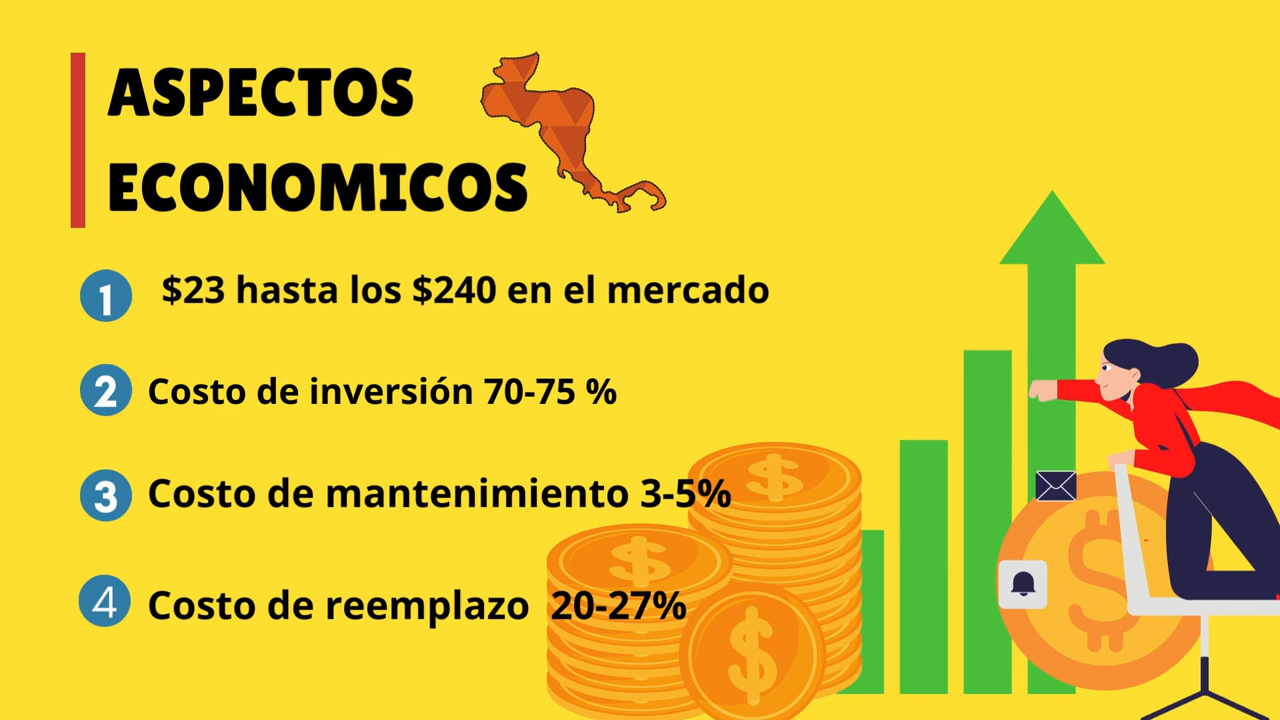 ASPECTOS
ECONOMICOS
1 $23 hasta los $240 en el mercado
2 Costo de inversión 70-75 %
3 Costo de mantenimiento 3-5%
4 Costo de reemplazo 20-27%
$
$
$
$